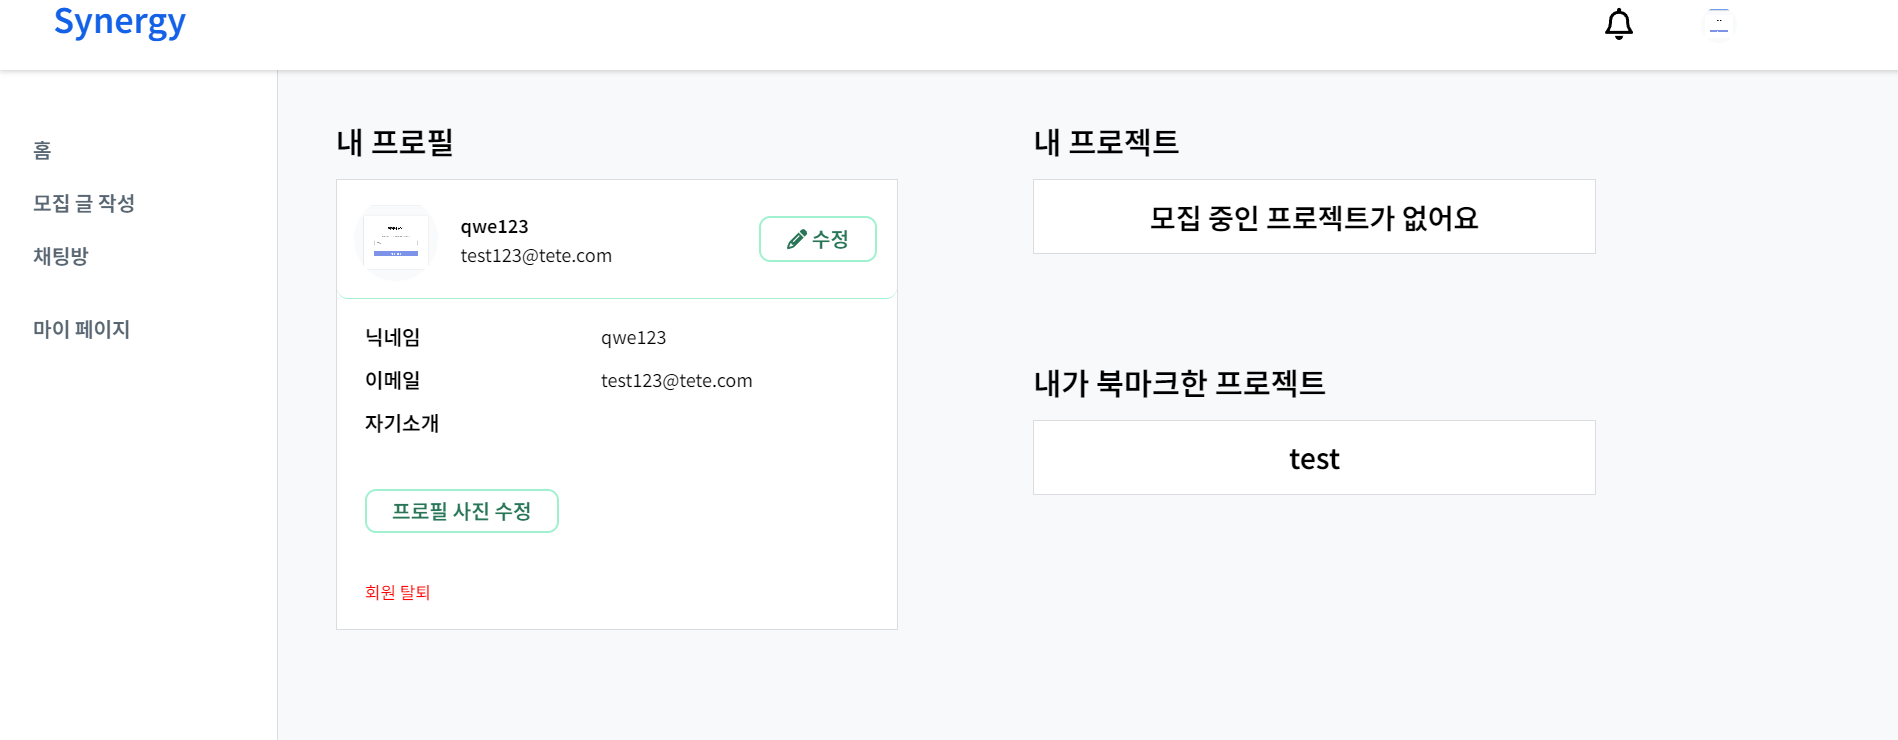 Synergy
홈
모집 글 작성
채팅방
마이 페이지
내 프로필
qwe123
test123@tete.com
수정
닉네임 qwe123
이메일 test123@tete.com
자기소개
프로필 사진 수정
회원 탈퇴
내 프로젝트
모집 중인 프로젝트가 없어요
내가 북마크한 프로젝트
test